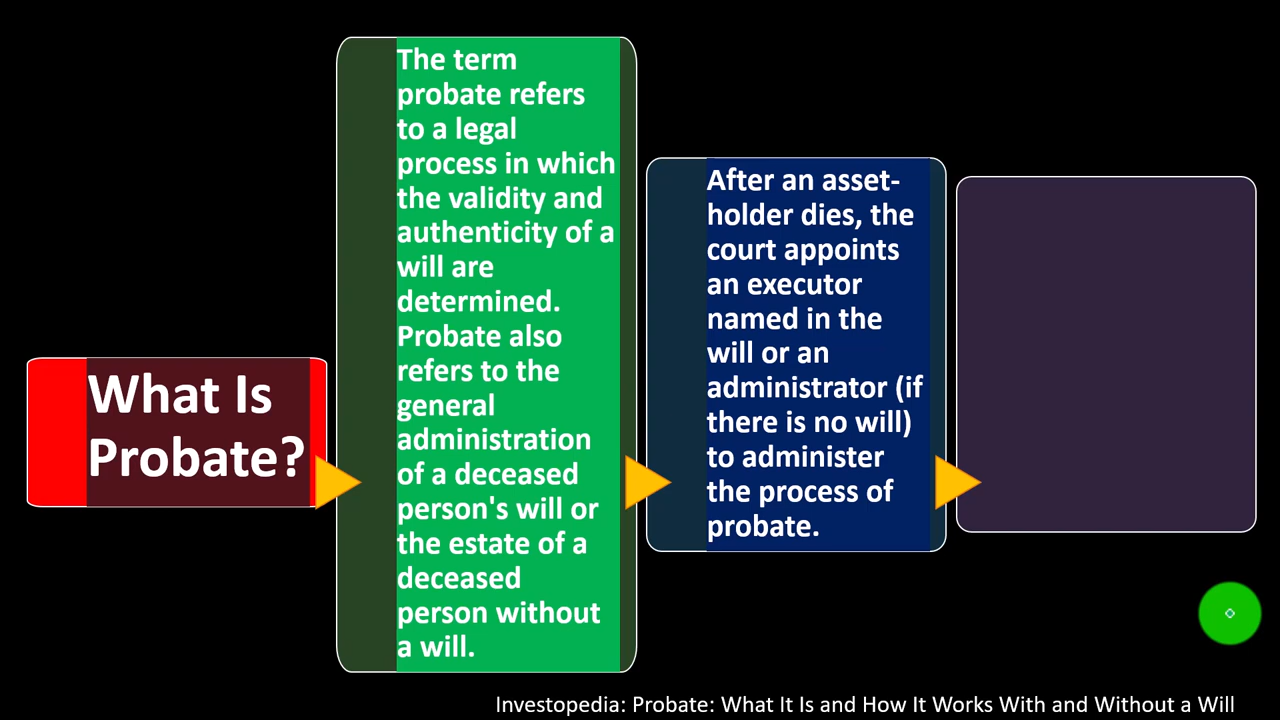 What Is
Probate?
The term
probate refers
to a legal
process in which
the validity and
authenticity of a
will are
determined.
Probate also
refers to the
general
administration
of a deceased
person's will or
the estate of a
deceased
person without
a will.
After an asset-
holder dies, the
court appoints
an executor
named in the
will or an
administrator (if
there is no will)
to administer
the process of
probate.
Investopedia: Probate: What It Is and How It Works With and Without a Will